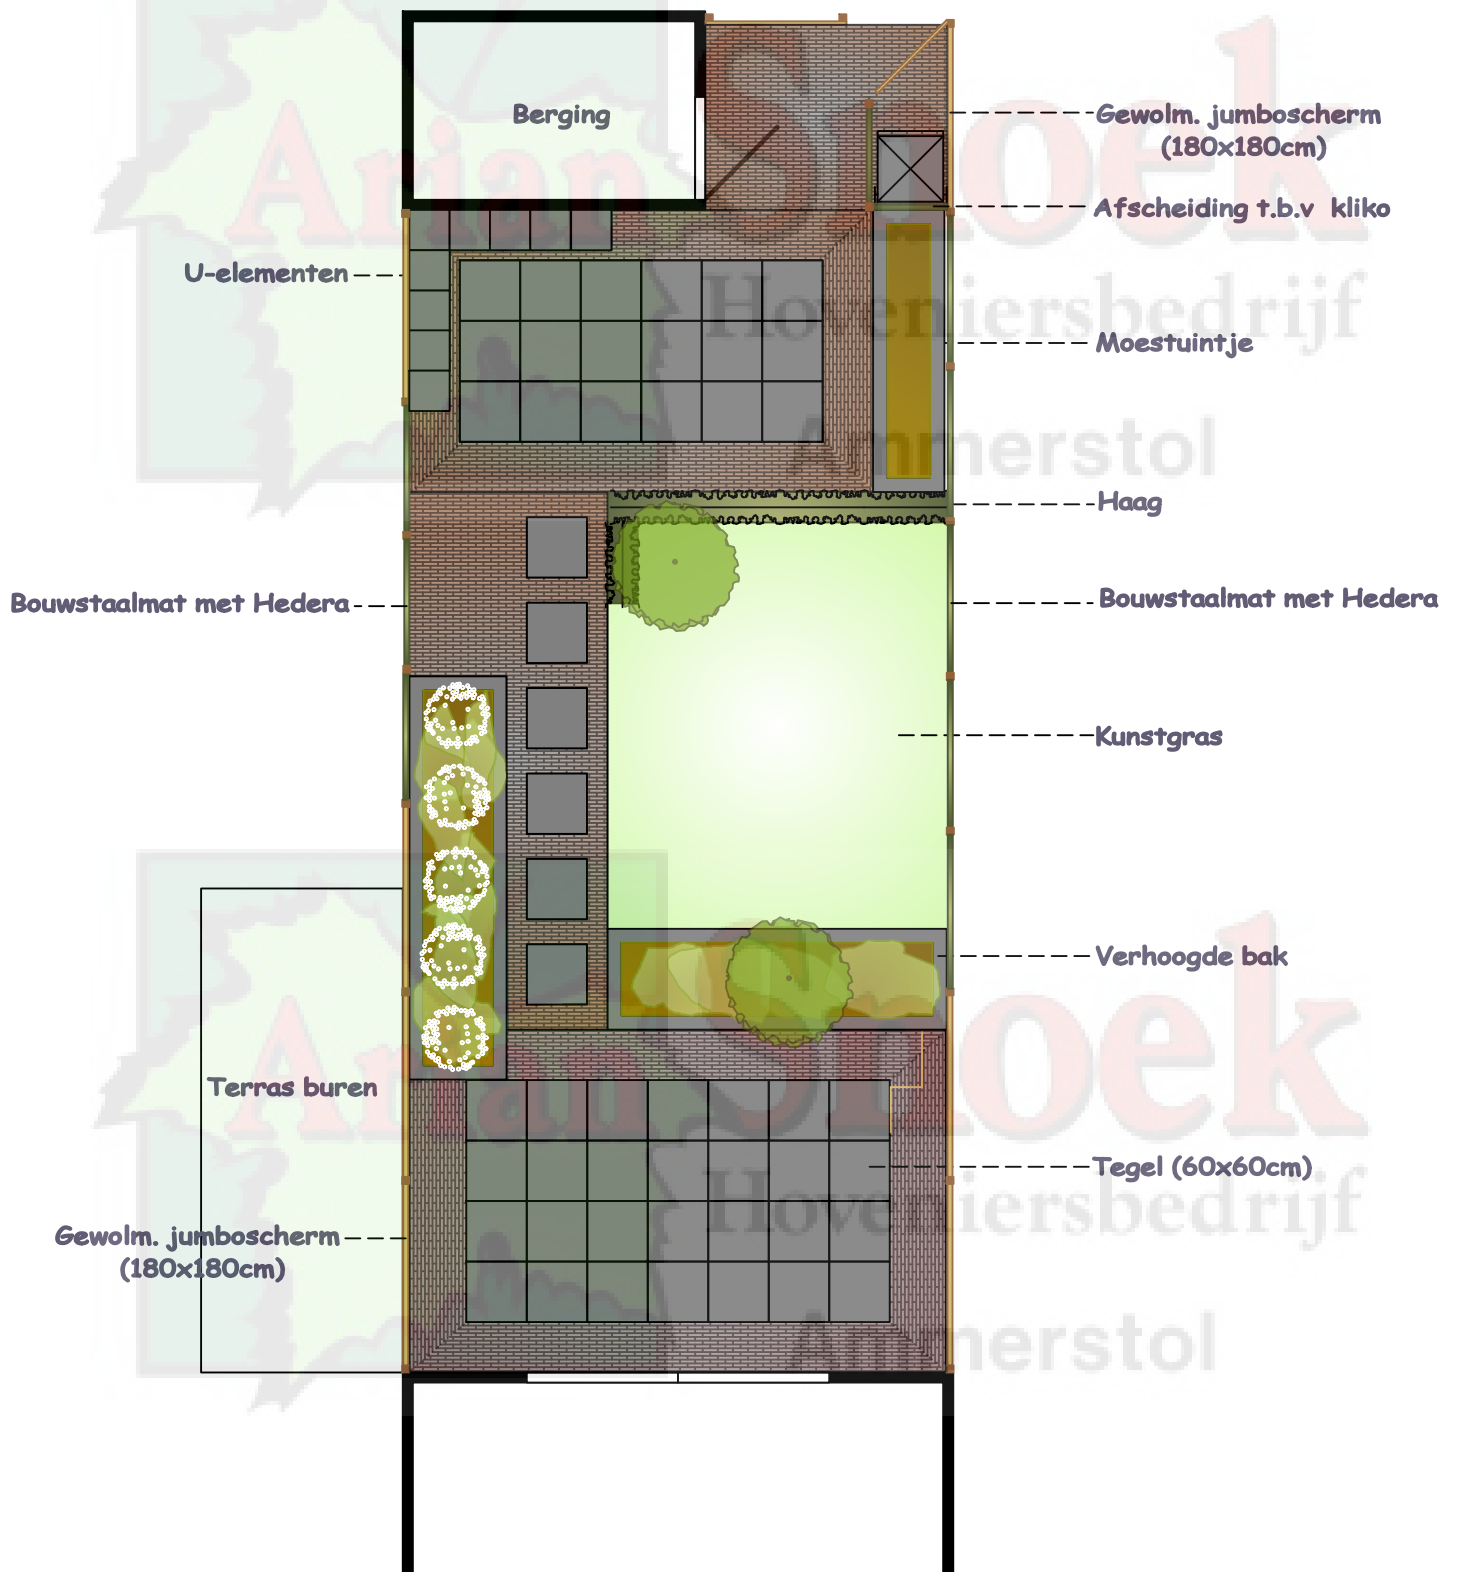 Berging
Gewolm. jumboscherm
(180x180cm)
Afscheiding t.b.v kliko
U-elementen
Moestuintje
Haag
Bouwstaalmat met Hedera
Bouwstaalmat met Hedera
Kunstgras
Verhoogde bak
Terras buren
Tegel (60x60cm)
Gewolm. jumboscherm
(180x180cm)
Arian Snoek
Hoveniersbedrijf
Ammerstol
Arian Snoek
Hoveniersbedrijf
Ammerstol